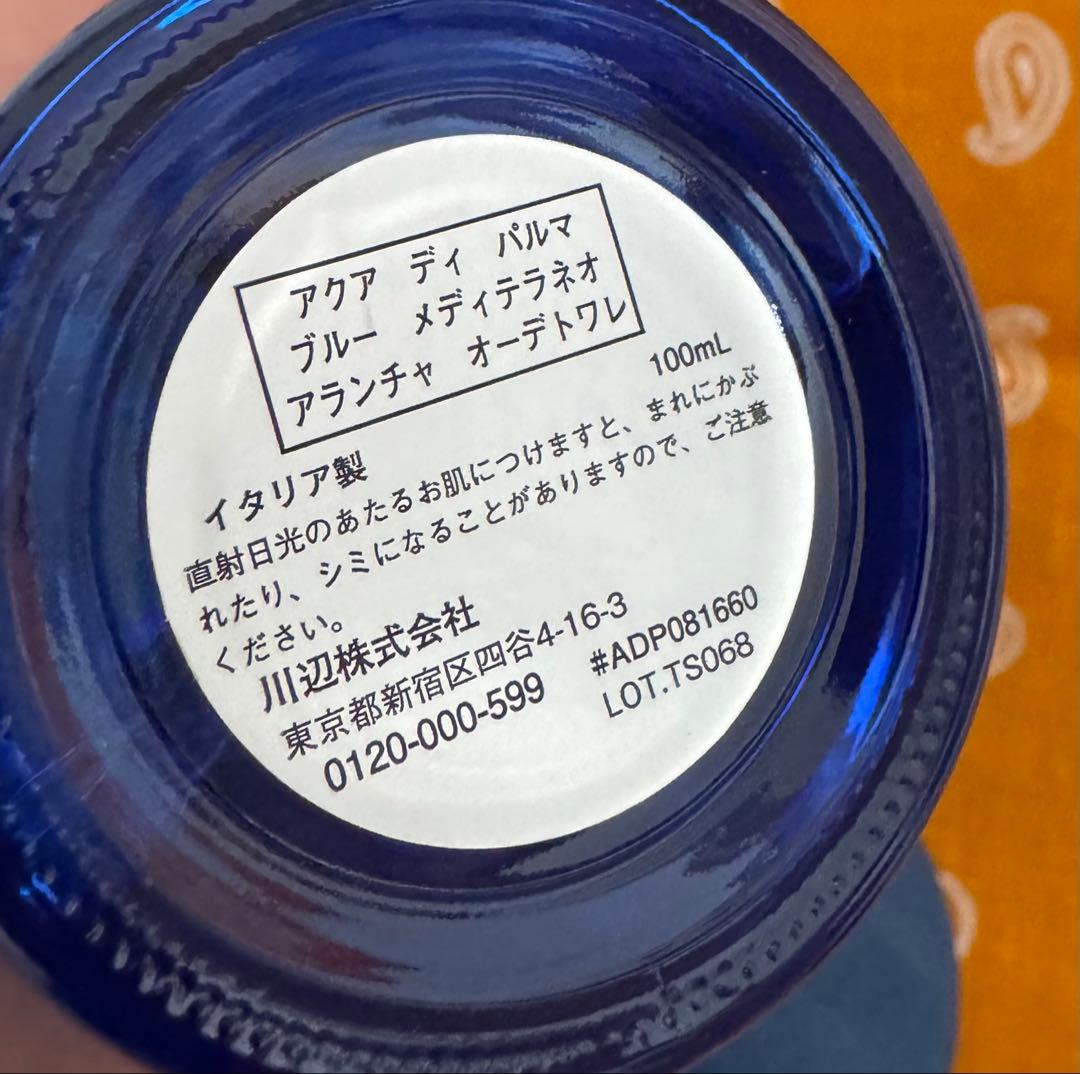 アクア ディ パルマ
ブルー メディテラネオ
アランチャ オーデトワレ
100mL
イタリア製
直射日光のあたるお肌につけますと、まれにかぶ
れたり、シミになることがありますので、ご注意
ください。
川辺株式会社
東京都新宿区四谷4-16-3
0120-000-599
#ADP081660
LOT.TS068